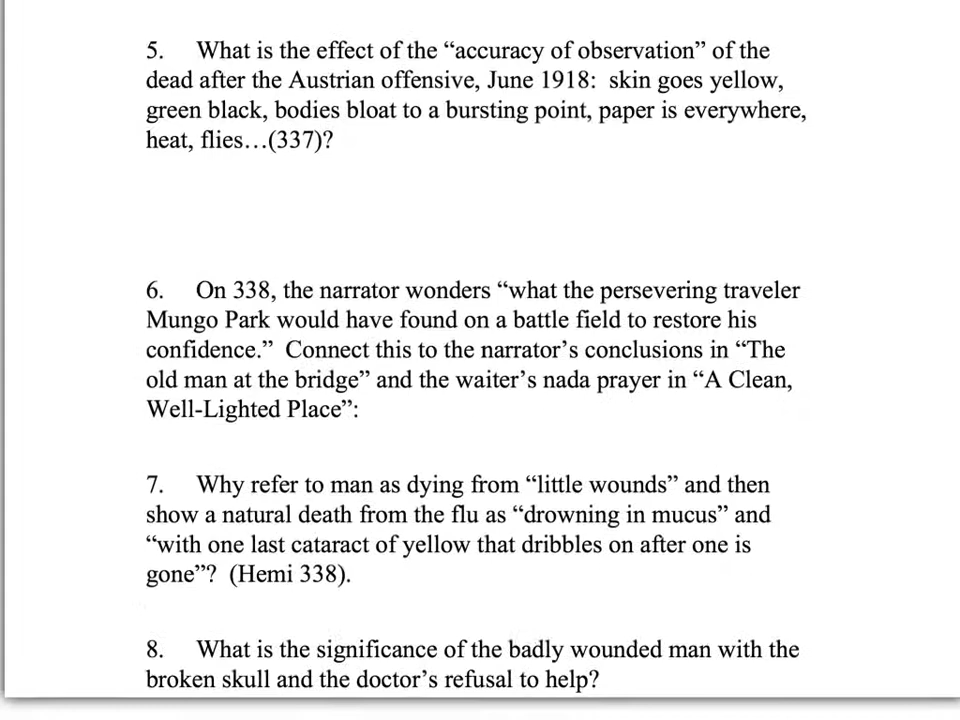 5. What is the effect of the “accuracy of observation” of the
dead after the Austrian offensive, June 1918: skin goes yellow,
green black, bodies bloat to a bursting point, paper is everywhere,
heat, flies…(337)?
6. On 338, the narrator wonders “what the persevering traveler
Mungo Park would have found on a battle field to restore his
confidence.” Connect this to the narrator’s conclusions in “The
old man at the bridge” and the waiter’s nada prayer in “A Clean,
Well-Lighted Place”:
7. Why refer to man as dying from “little wounds” and then
show a natural death from the flu as “drowning in mucus” and
“with one last cataract of yellow that dribbles on after one is
gone”? (Hemi 338).
8. What is the significance of the badly wounded man with the
broken skull and the doctor’s refusal to help?